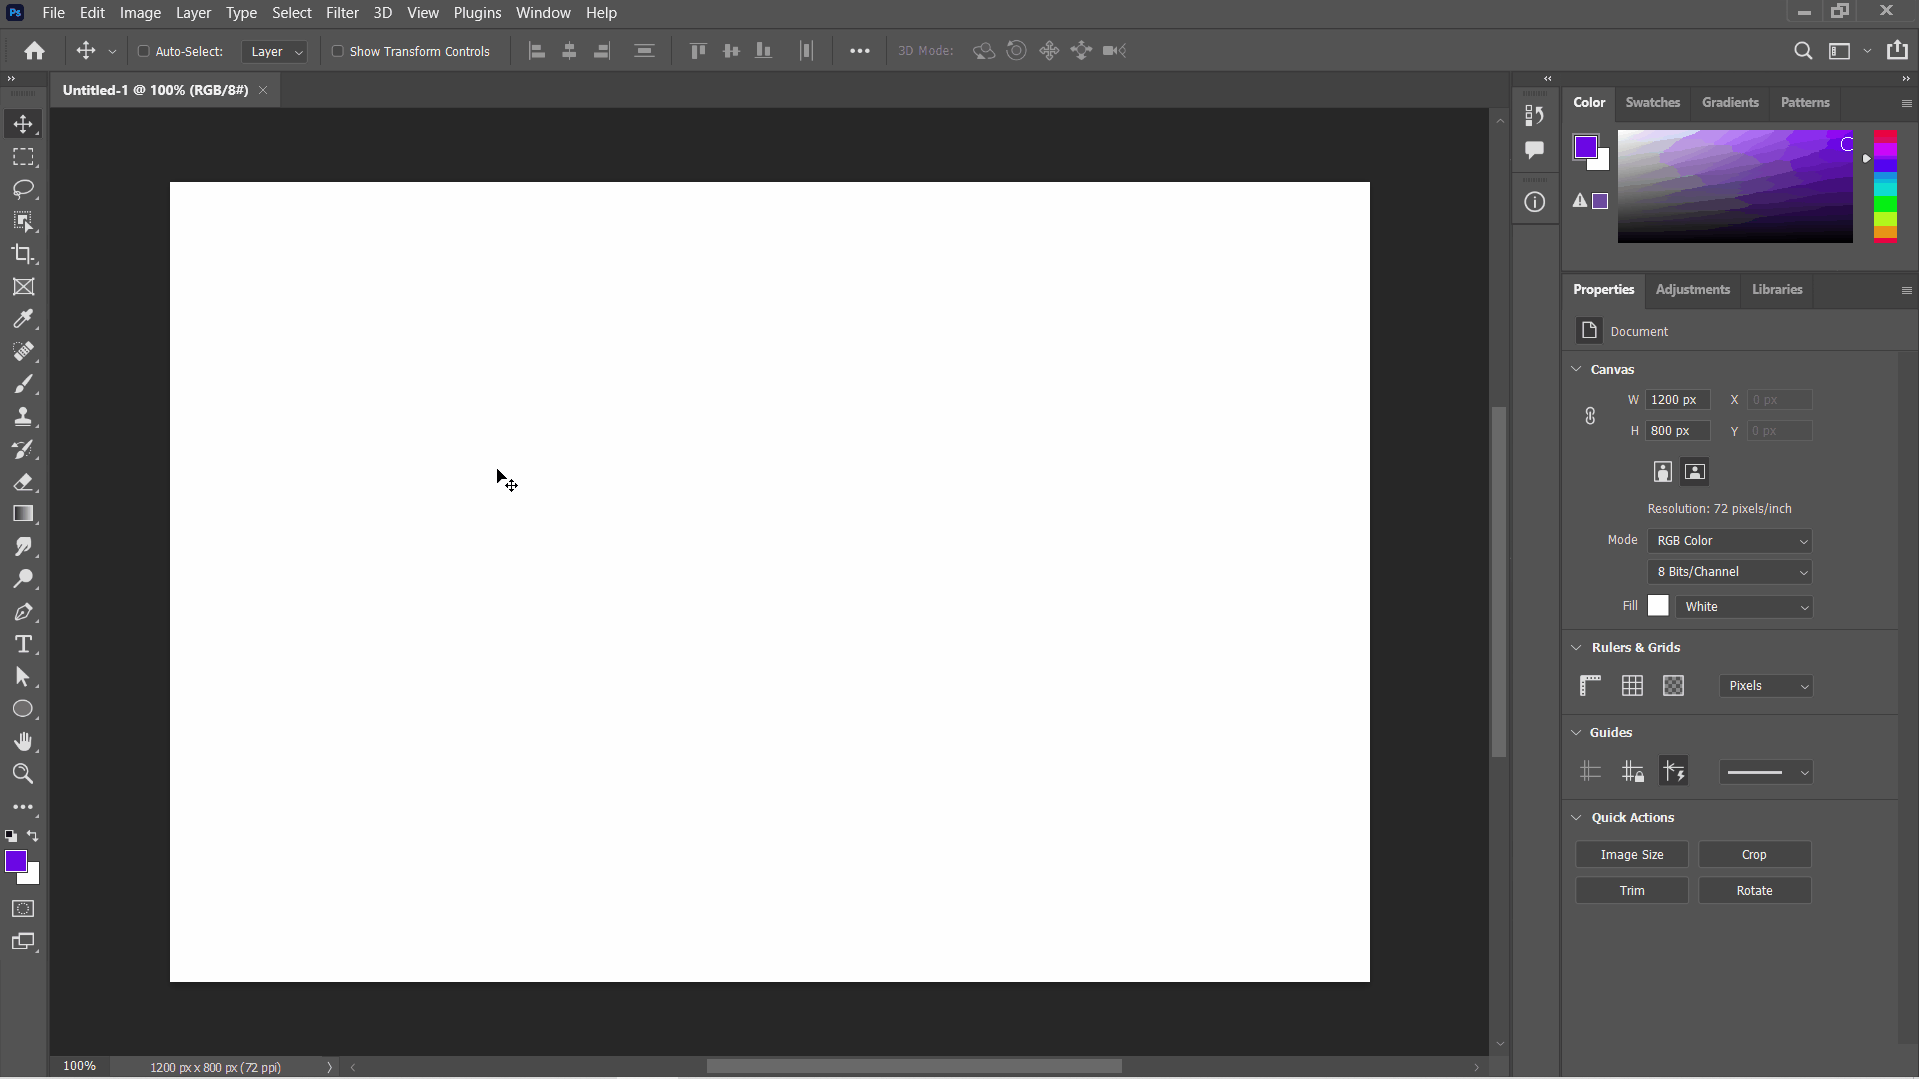 Ps File Edit Image Layer Type Select Filter 3D View Plugins Window Help
Auto-Select: Layer Show Transform Controls 3D Mode:
Untitled-1 @ 100% (RGB/8#)
Color Swatches Gradients Patterns
Properties Adjustments Libraries
Document
Canvas
W 1200 px X 0 px
H 800 px Y 0 px
Resolution: 72 pixels/inch
Mode RGB Color
8 Bits/Channel
Fill White
Rulers & Grids
Pixels
Guides
Quick Actions
Image Size Crop
Trim Rotate
100% 1200 px x 800 px (72 ppi)